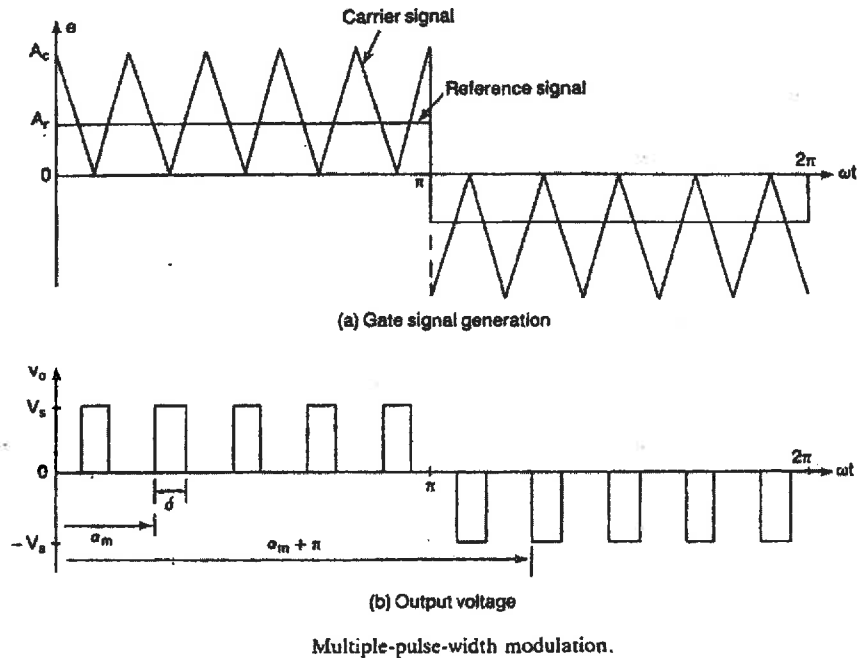 Carrier signal
e
A_c
Reference signal
A_r
0
π
2π
ωt
(a) Gate signal generation
v_o
V_s
0
π
2π
ωt
δ
α_m
α_m + π
−V_s
(b) Output voltage
Multiple-pulse-width modulation.